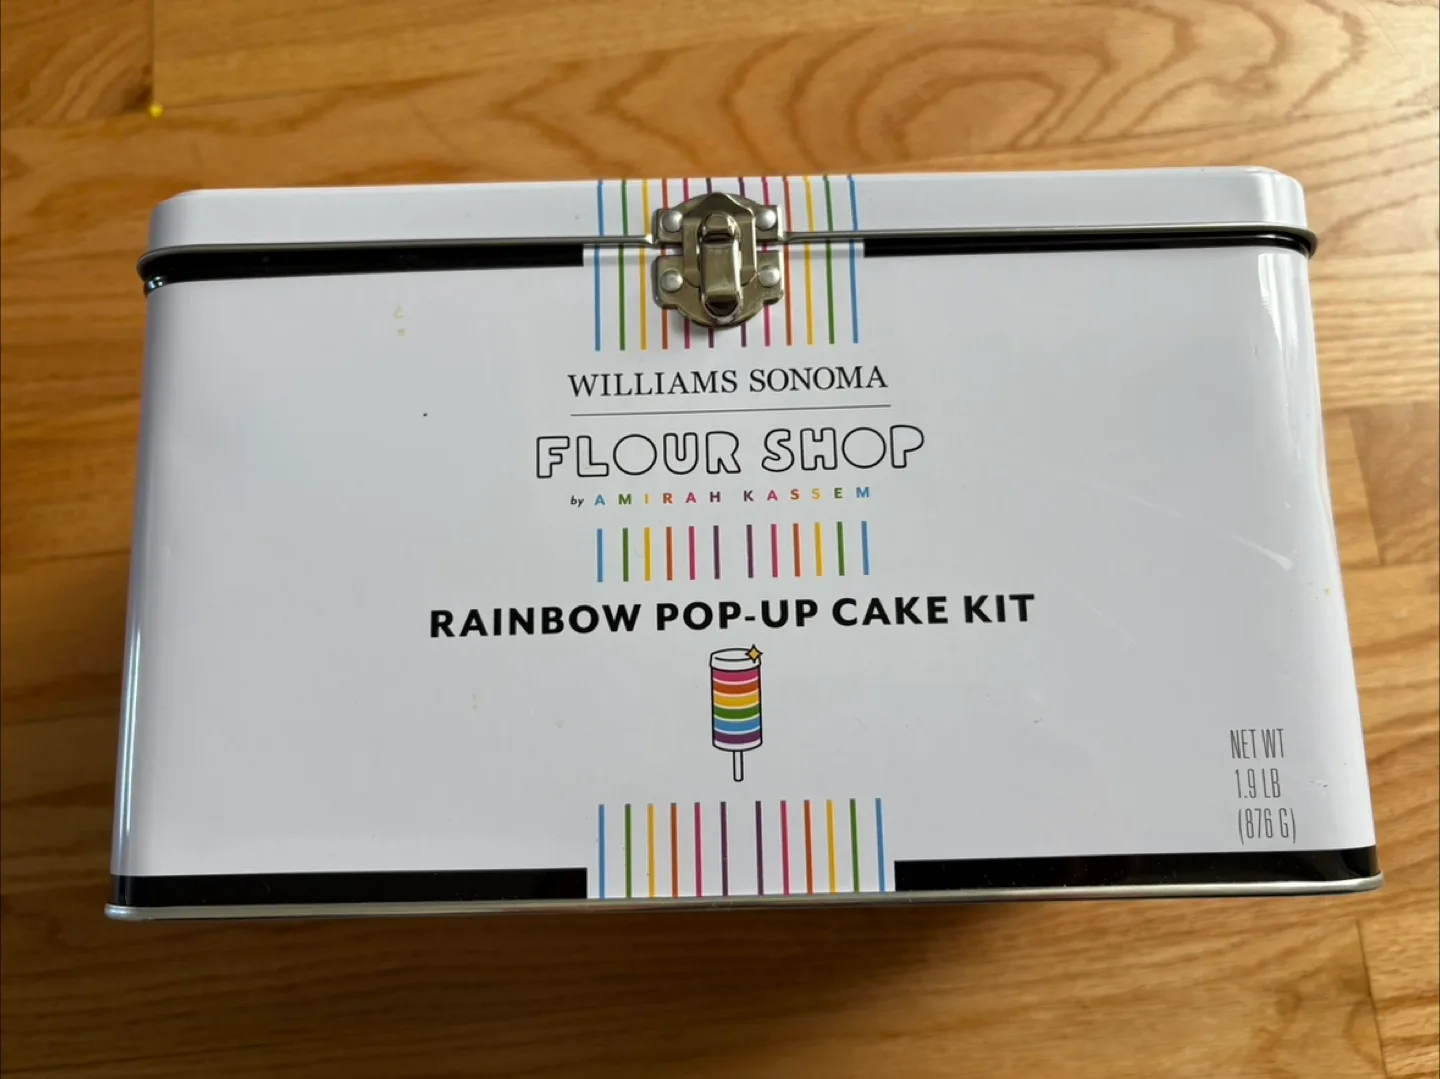 WILLIAMS SONOMA
FLOUR SHOP
by AMIRAH KASSEM
RAINBOW POP-UP CAKE KIT
NET WT
1.9 LB
(876 G)